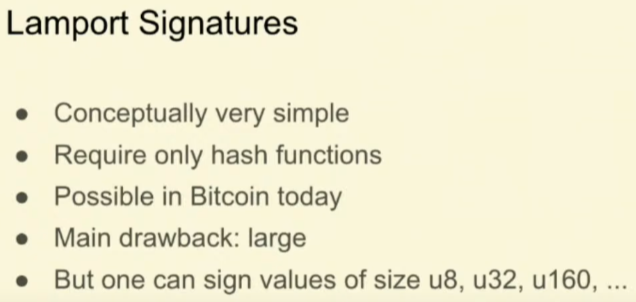 Lamport Signatures
● Conceptually very simple
● Require only hash functions
● Possible in Bitcoin today
● Main drawback: large
● But one can sign values of size u8, u32, u160, ...